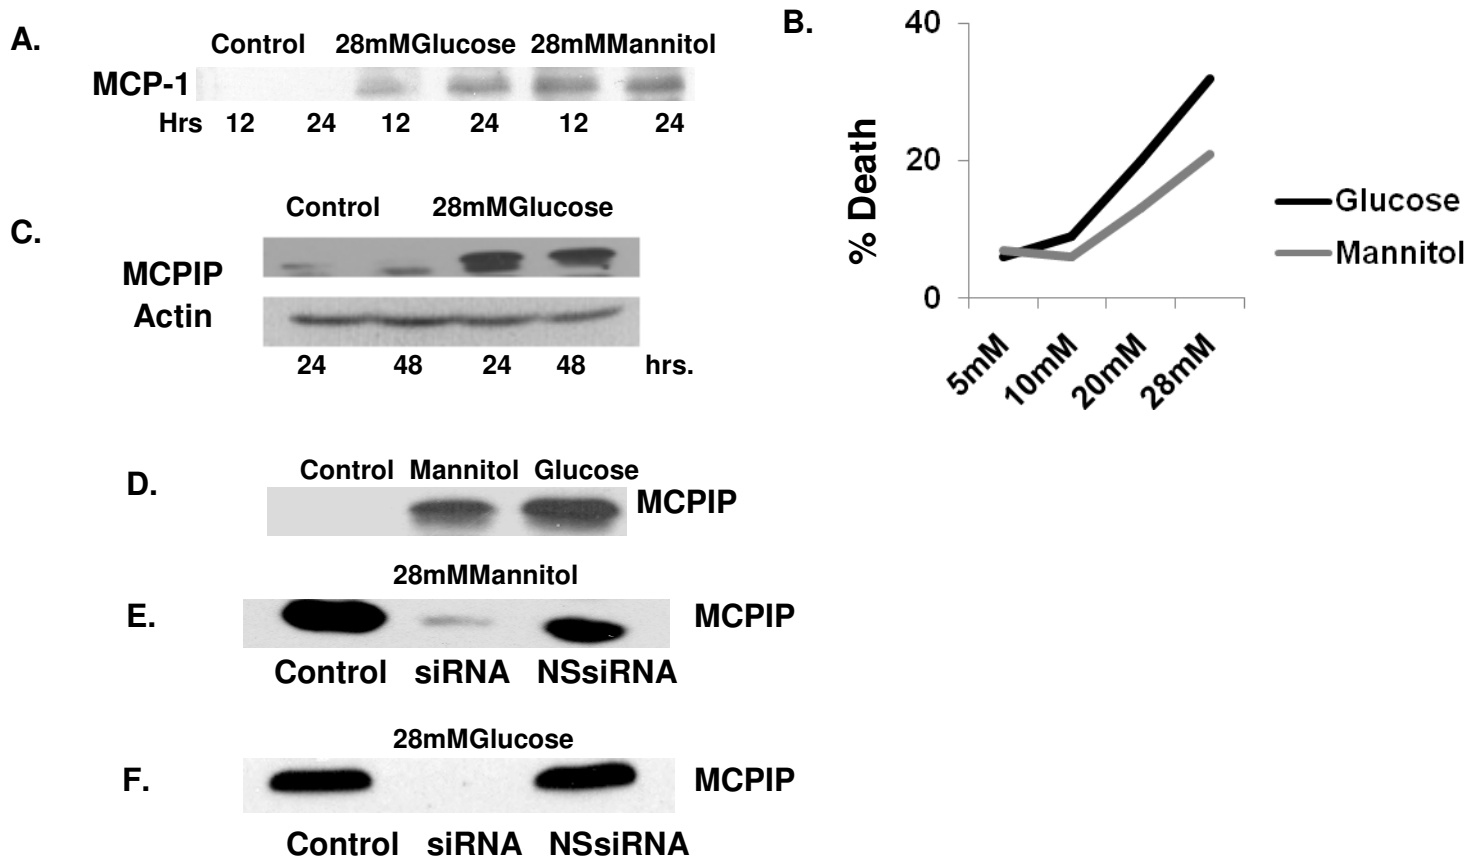 A.
Control 28mMGlucose 28mMMannitol
MCP-1
Hrs 12 24 12 24 12 24
B.
40
20
0
% Death
5mM 10mM 20mM 28mM
Glucose
Mannitol
C.
Control 28mMGlucose
MCPIP
Actin
24 48 24 48 hrs.
D.
Control Mannitol Glucose
MCPIP
28mMMannitol
E.
MCPIP
Control siRNA NSsiRNA
28mMGlucose
F.
MCPIP
Control siRNA NSsiRNA